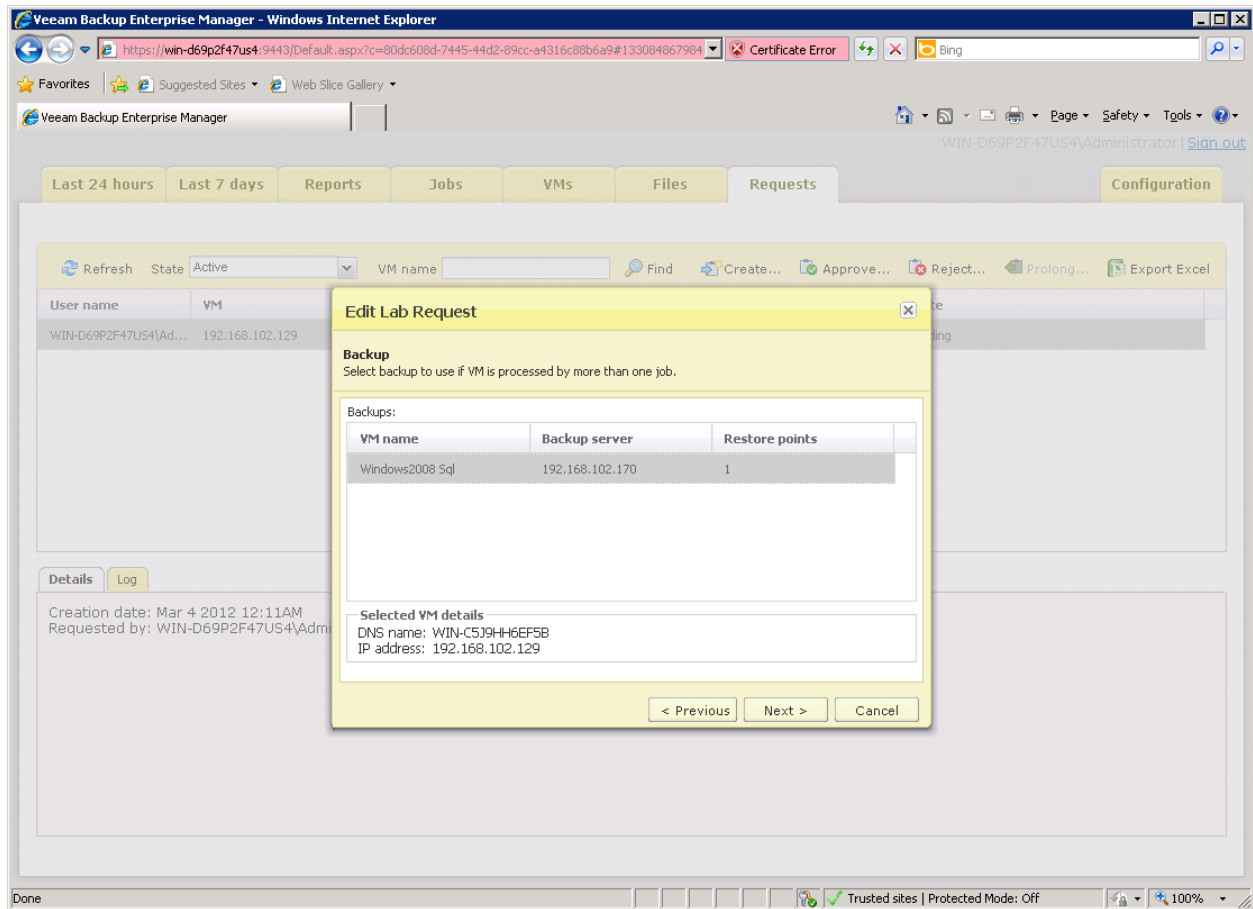 Veeam Backup Enterprise Manager - Windows Internet Explorer
https://win-d69p2f47us4:9443/Default.aspx?c=80dc608d-7445-44d2-89cc-a4316c88b6a9#133084867984 Certificate Error Bing
Favorites Suggested Sites Web Slice Gallery
Veeam Backup Enterprise Manager Page Safety Tools
WIN-D69P2F47US4\Administrator | Sign out
Last 24 hours Last 7 days Reports Jobs VMs Files Requests Configuration
Refresh State Active VM name Find Create... Approve... Reject... Prolong... Export Excel
User name VM
WIN-D69P2F47US4\Ad... 192.168.102.129
Edit Lab Request
Backup
Select backup to use if VM is processed by more than one job.
Backups:
VM name Backup server Restore points
Windows2008 Sql 192.168.102.170 1
Selected VM details
DNS name: WIN-C5J9HH6EF5B
IP address: 192.168.102.129
< Previous Next > Cancel
Details Log
Creation date: Mar 4 2012 12:11AM
Requested by: WIN-D69P2F47US4\Admi
Done Trusted sites | Protected Mode: Off 100%